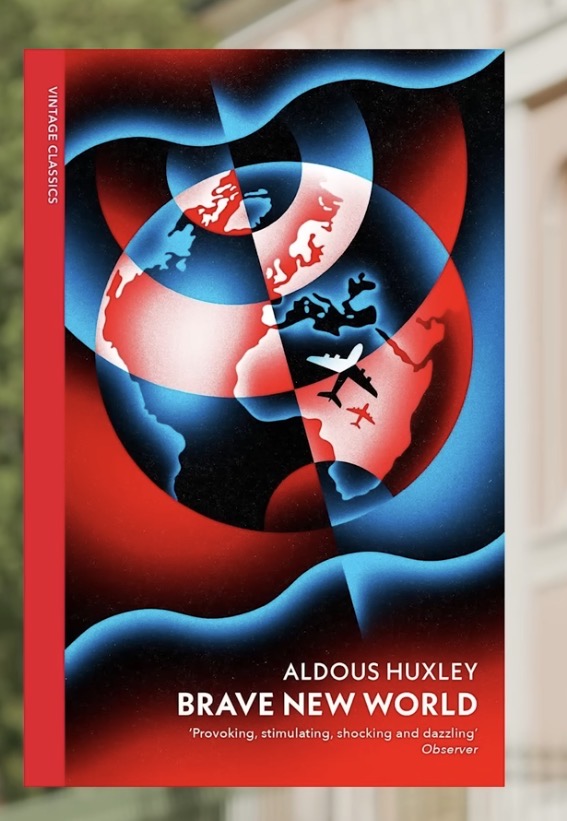 VINTAGE CLASSICS
ALDOUS HUXLEY
BRAVE NEW WORLD
‘Provoking, stimulating, shocking and dazzling’
Observer